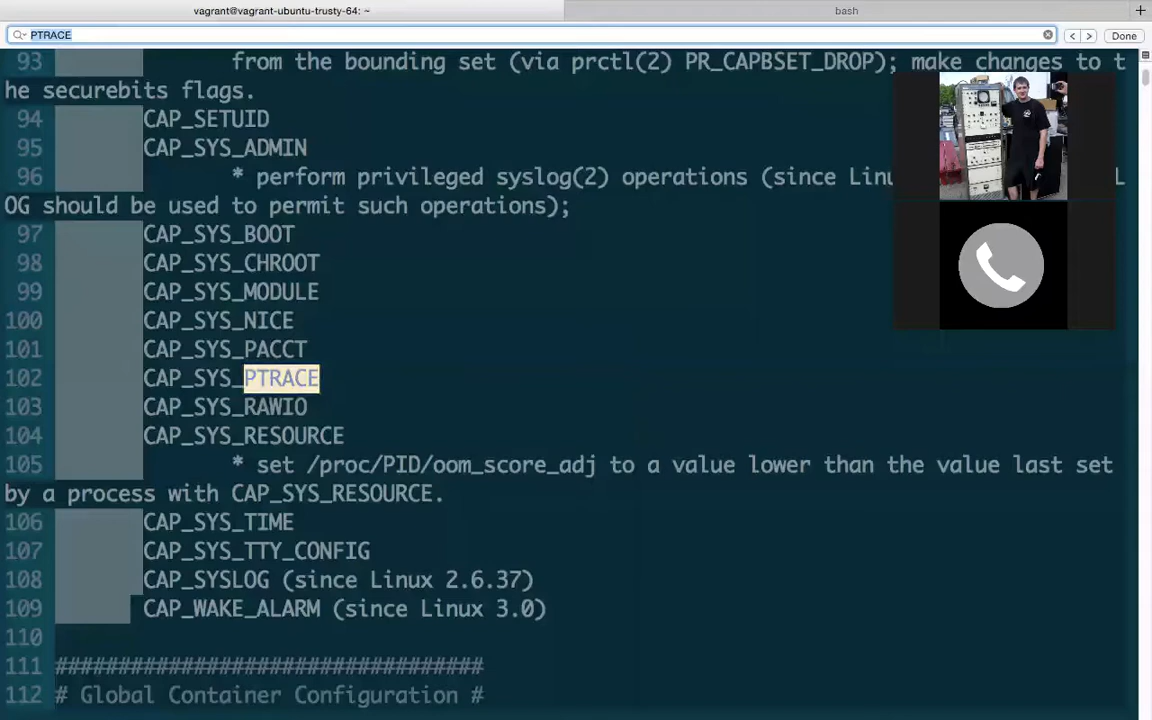 vagrant@vagrant-ubuntu-trusty-64: ~
bash
PTRACE
Done
93 from the bounding set (via prctl(2) PR_CAPBSET_DROP); make changes to t
he securebits flags.
94 CAP_SETUID
95 CAP_SYS_ADMIN
96 * perform privileged syslog(2) operations (since L
OG should be used to permit such operations);
97 CAP_SYS_BOOT
98 CAP_SYS_CHROOT
99 CAP_SYS_MODULE
100 CAP_SYS_NICE
101 CAP_SYS_PACCT
102 CAP_SYS_PTRACE
103 CAP_SYS_RAWIO
104 CAP_SYS_RESOURCE
105 * set /proc/PID/oom_score_adj to a value lower than the value last set
by a process with CAP_SYS_RESOURCE.
106 CAP_SYS_TIME
107 CAP_SYS_TTY_CONFIG
108 CAP_SYSLOG (since Linux 2.6.37)
109 CAP_WAKE_ALARM (since Linux 3.0)
110
111 ##################################
112 # Global Container Configuration #